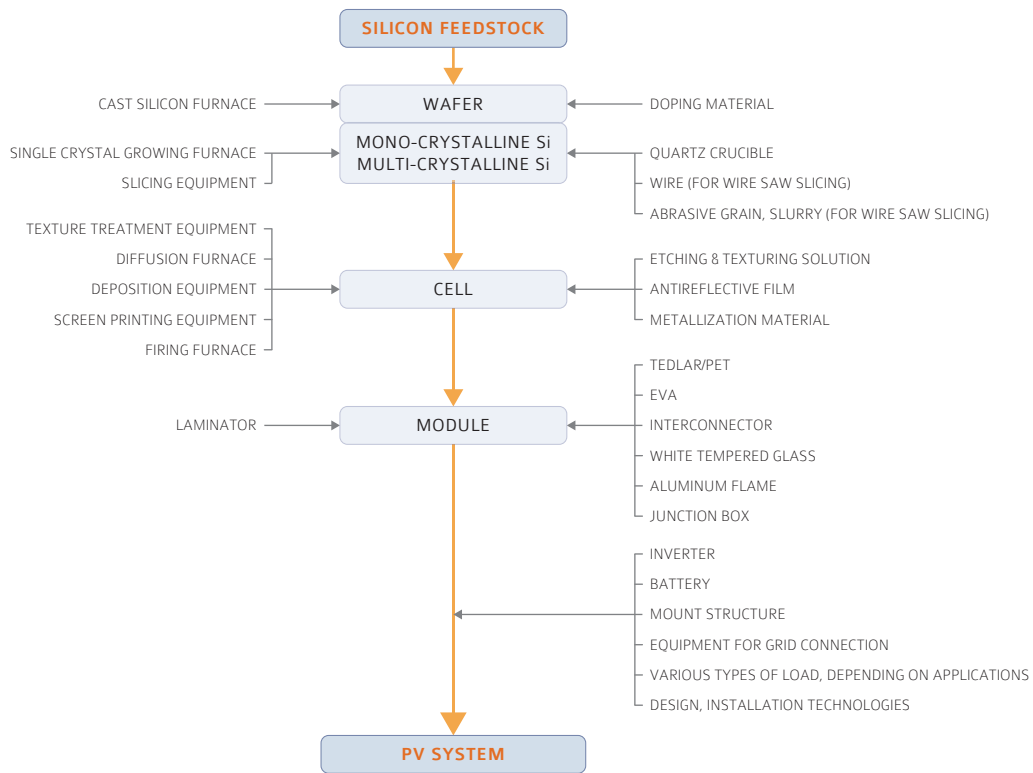 SILICON FEEDSTOCK
CAST SILICON FURNACE
WAFER
DOPING MATERIAL
SINGLE CRYSTAL GROWING FURNACE
SLICING EQUIPMENT
MONO-CRYSTALLINE Si
MULTI-CRYSTALLINE Si
QUARTZ CRUCIBLE
WIRE (FOR WIRE SAW SLICING)
ABRASIVE GRAIN, SLURRY (FOR WIRE SAW SLICING)
TEXTURE TREATMENT EQUIPMENT
DIFFUSION FURNACE
DEPOSITION EQUIPMENT
SCREEN PRINTING EQUIPMENT
FIRING FURNACE
CELL
ETCHING & TEXTURING SOLUTION
ANTIREFLECTIVE FILM
METALLIZATION MATERIAL
LAMINATOR
MODULE
TEDLAR/PET
EVA
INTERCONNECTOR
WHITE TEMPERED GLASS
ALUMINUM FLAME
JUNCTION BOX
INVERTER
BATTERY
MOUNT STRUCTURE
EQUIPMENT FOR GRID CONNECTION
VARIOUS TYPES OF LOAD, DEPENDING ON APPLICATIONS
DESIGN, INSTALLATION TECHNOLOGIES
PV SYSTEM